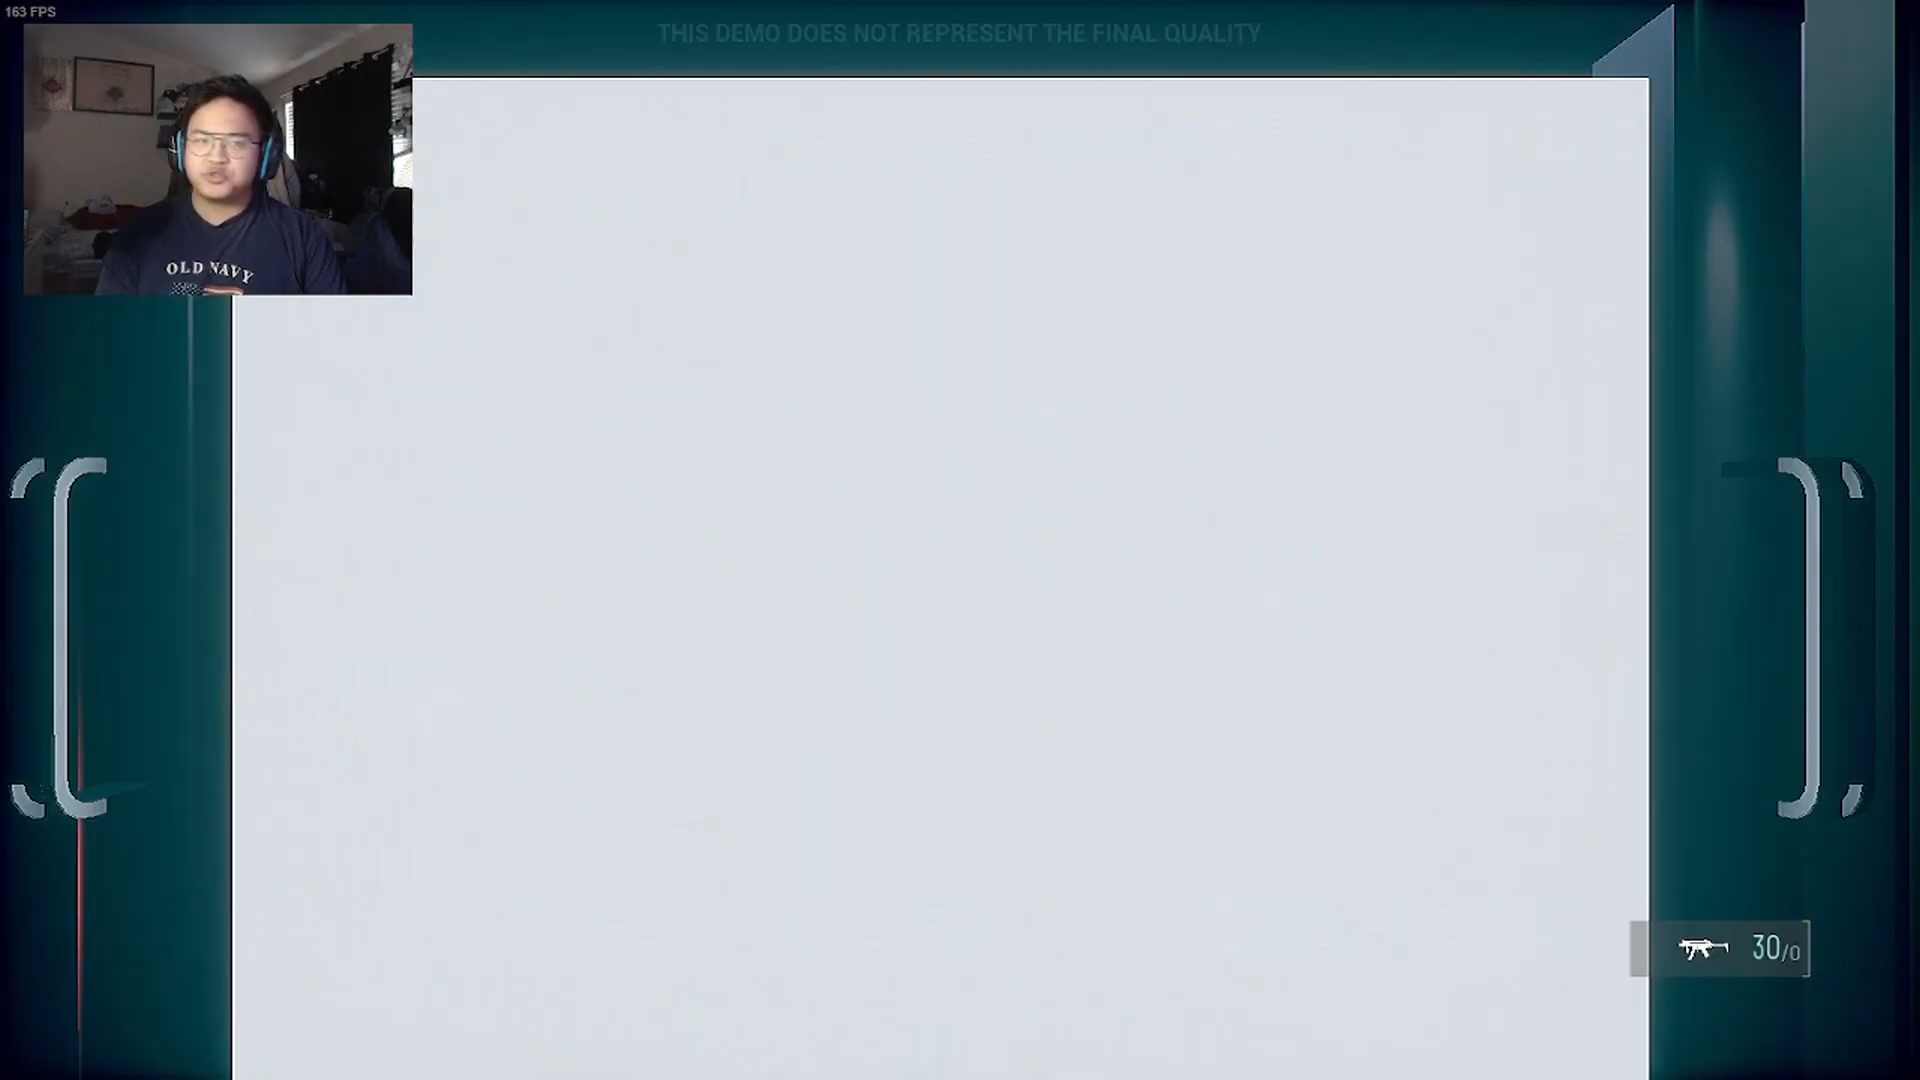 163 FPS
THIS DEMO DOES NOT REPRESENT THE FINAL QUALITY
OLD NAVY
30/0